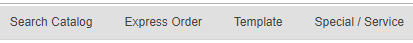 Search Catalog Express Order Template Special / Service